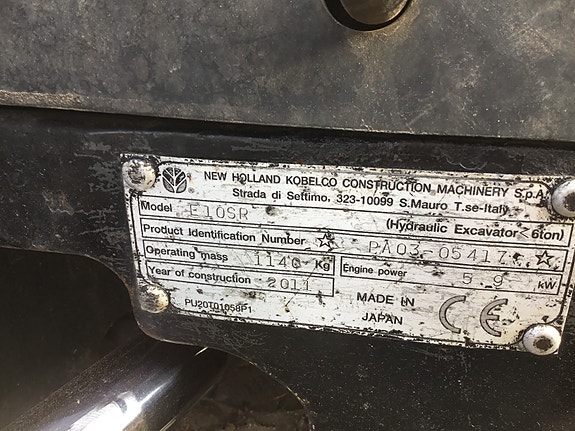 NEW HOLLAND KOBELCO CONSTRUCTION MACHINERY S.p.A.
Strada di Settimo, 323-10099 S.Mauro T.se-Italy
Model E10SR (Hydraulic Excavator<6ton)
Product Identification Number ☆ PA03-05417 ☆
Operating mass 1140 Kg Engine power 5.9 kW
Year of construction 2011
PU20T01058P1 MADE IN JAPAN CE